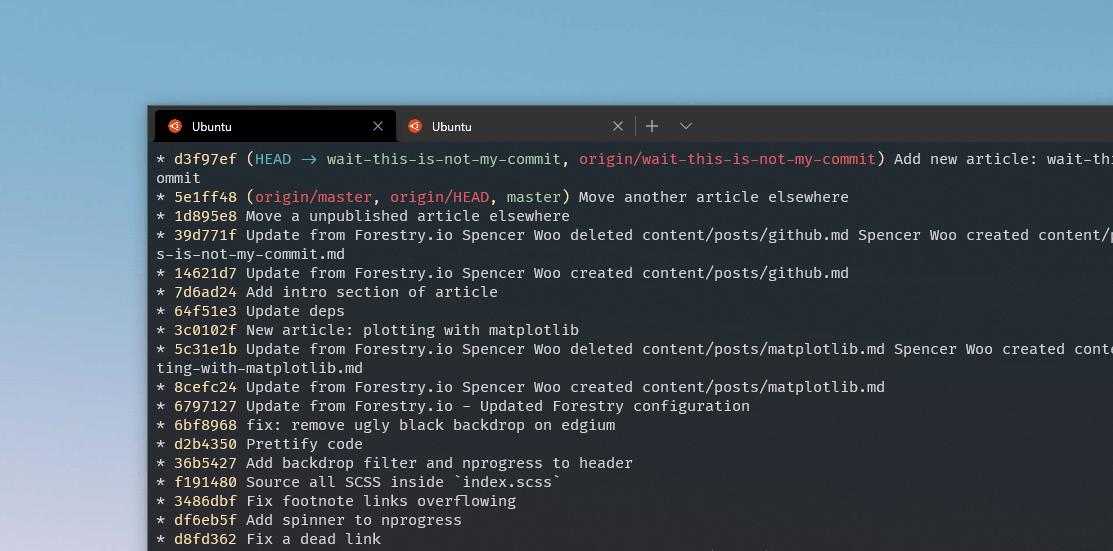 Ubuntu Ubuntu
* d3f97ef (HEAD -> wait-this-is-not-my-commit, origin/wait-this-is-not-my-commit) Add new article:
ommit
* 5e1ff48 (origin/master, origin/HEAD, master) Move another article elsewhere
* 1d895e8 Move a unpublished article elsewhere
* 39d771f Update from Forestry.io Spencer Woo deleted content/posts/github.md Spencer Woo created
s-is-not-my-commit.md
* 14621d7 Update from Forestry.io Spencer Woo created content/posts/github.md
* 7d6ad24 Add intro section of article
* 64f51e3 Update deps
* 3c0102f New article: plotting with matplotlib
* 5c31e1b Update from Forestry.io Spencer Woo deleted content/posts/matplotlib.md Spencer Woo created
ting-with-matplotlib.md
* 8cefc24 Update from Forestry.io Spencer Woo created content/posts/matplotlib.md
* 6797127 Update from Forestry.io - Updated Forestry configuration
* 6bf8968 fix: remove ugly black backdrop on edgium
* d2b4350 Prettify code
* 36b5427 Add backdrop filter and nprogress to header
* f191480 Source all SCSS inside `index.scss`
* 3486dbf Fix footnote links overflowing
* df6eb5f Add spinner to nprogress
* d8fd362 Fix a dead link